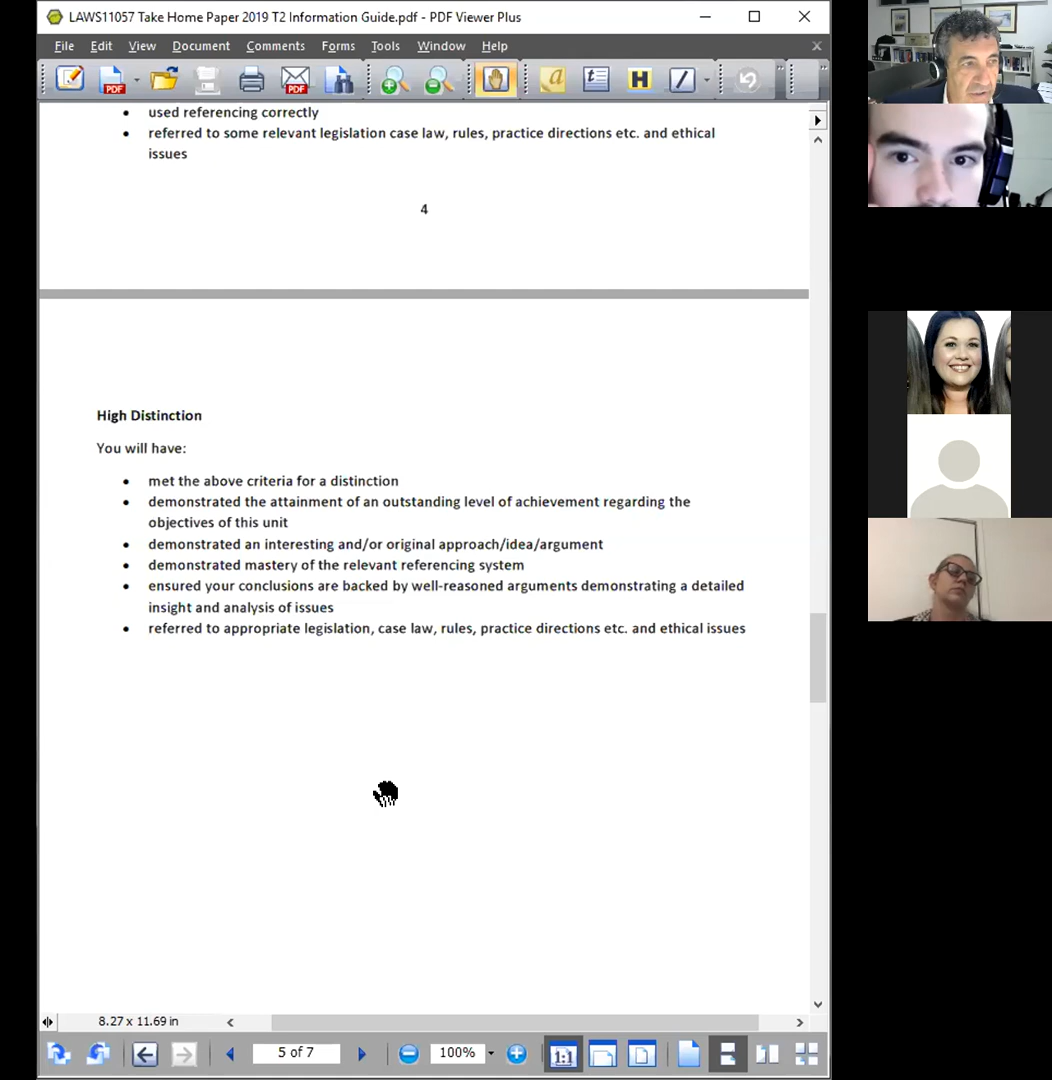 LAWS11057 Take Home Paper 2019 T2 Information Guide.pdf - PDF Viewer Plus
File Edit View Document Comments Forms Tools Window Help
PDF PDF a t H
• used referencing correctly
• referred to some relevant legislation case law, rules, practice directions etc. and ethical
issues
4
High Distinction
You will have:
• met the above criteria for a distinction
• demonstrated the attainment of an outstanding level of achievement regarding the
objectives of this unit
• demonstrated an interesting and/or original approach/idea/argument
• demonstrated mastery of the relevant referencing system
• ensured your conclusions are backed by well-reasoned arguments demonstrating a detailed
insight and analysis of issues
• referred to appropriate legislation, case law, rules, practice directions etc. and ethical issues
8.27 x 11.69 in
5 of 7 100% 1:1